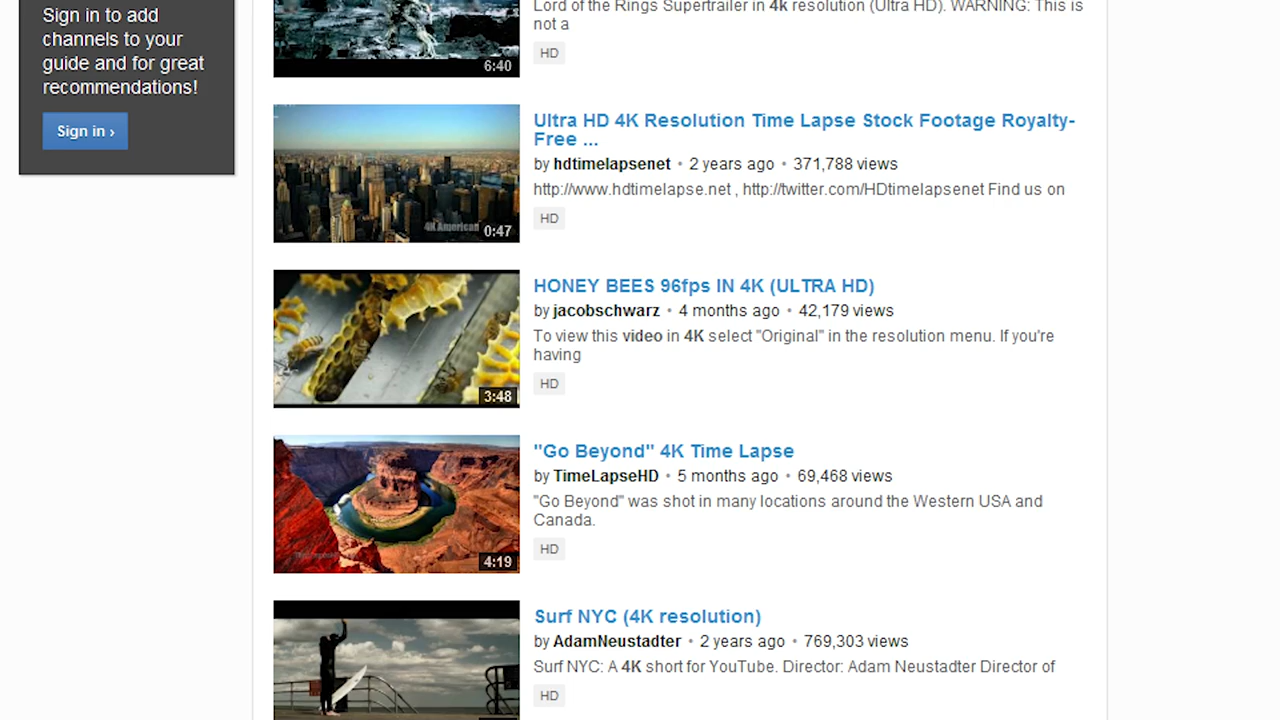 Sign in to add
channels to your
guide and for great
recommendations!
Sign in ›
Lord of the Rings Supertrailer in 4k resolution (Ultra HD). WARNING: This is
not a
HD
6:40
Ultra HD 4K Resolution Time Lapse Stock Footage Royalty-
Free ...
by hdtimelapsenet • 2 years ago • 371,788 views
http://www.hdtimelapse.net , http://twitter.com/HDtimelapsenet Find us on
HD
4K American
0:47
HONEY BEES 96fps IN 4K (ULTRA HD)
by jacobschwarz • 4 months ago • 42,179 views
To view this video in 4K select "Original" in the resolution menu. If you're
having
HD
3:48
"Go Beyond" 4K Time Lapse
by TimeLapseHD • 5 months ago • 69,468 views
"Go Beyond" was shot in many locations around the Western USA and
Canada.
HD
4:19
Surf NYC (4K resolution)
by AdamNeustadter • 2 years ago • 769,303 views
Surf NYC: A 4K short for YouTube. Director: Adam Neustadter Director of
HD